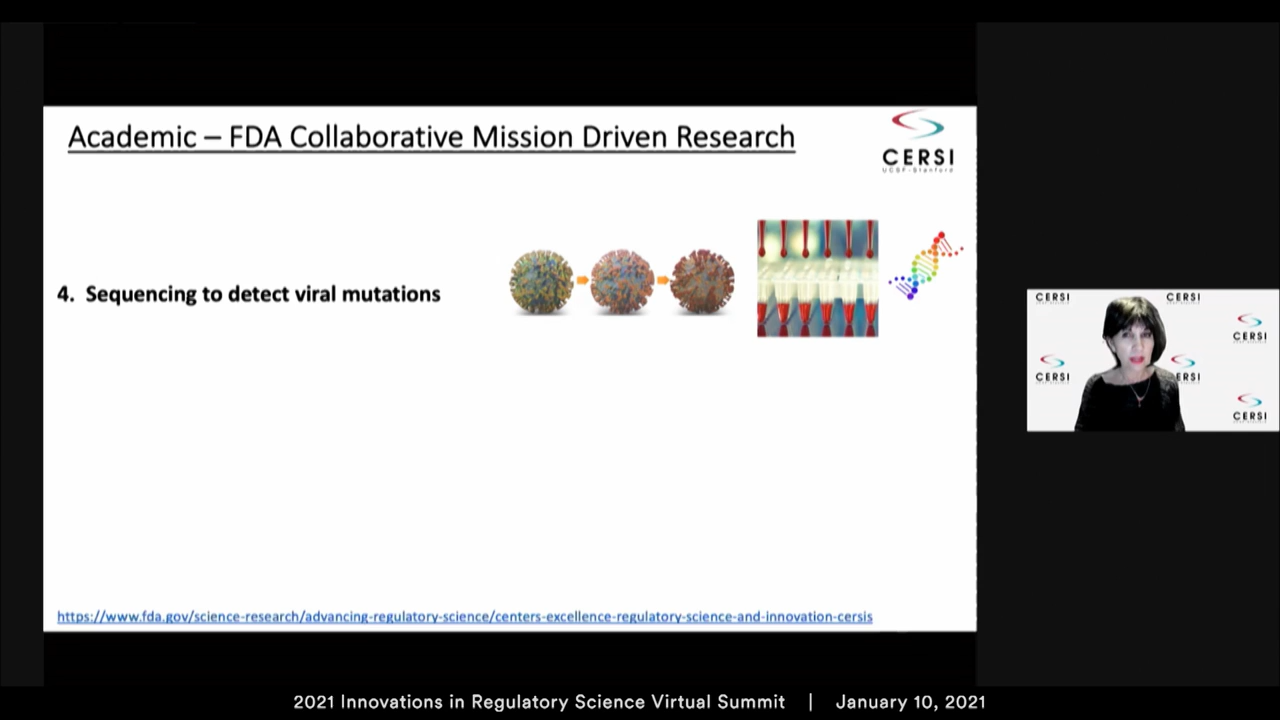 Academic – FDA Collaborative Mission Driven Research
CERSI
UCSF-Stanford
4. Sequencing to detect viral mutations
CERSI
CERSI
CERSI
CERSI
ERSI
CERSI
https://www.fda.gov/science-research/advancing-regulatory-science/centers-excellence-regulatory-science-and-innovation-cersis
2021 Innovations in Regulatory Science Virtual Summit | January 10, 2021